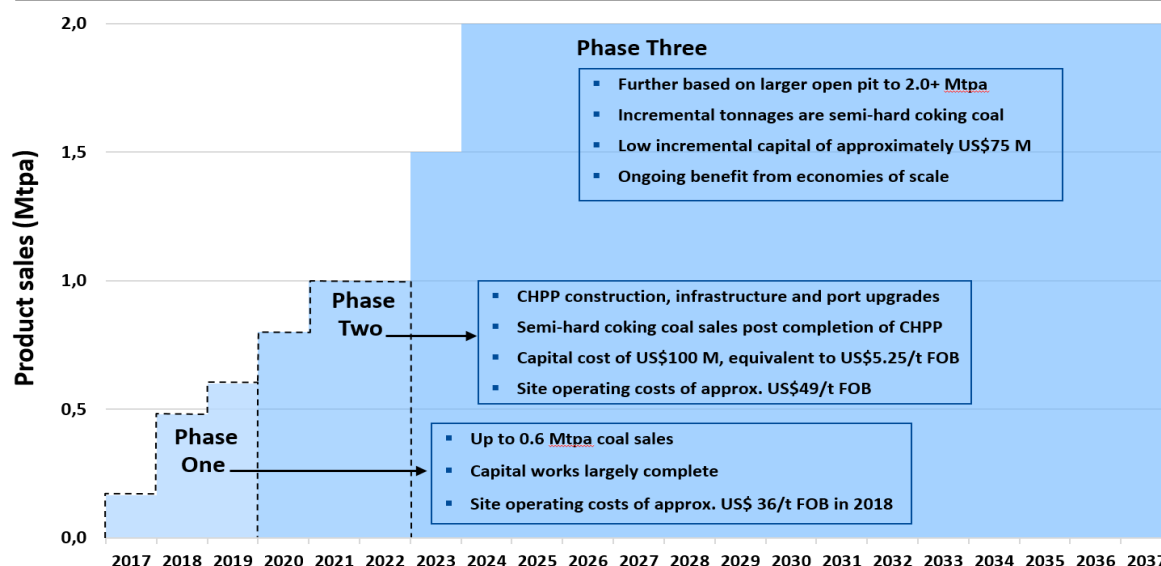 2,0
Phase Three
Further based on larger open pit to 2.0+ Mtpa
Incremental tonnages are semi-hard coking coal
Low incremental capital of approximately US$75 M
Ongoing benefit from economies of scale
1,5
Product sales (Mtpa)
1,0
Phase
Two
CHPP construction, infrastructure and port upgrades
Semi-hard coking coal sales post completion of CHPP
Capital cost of US$100 M, equivalent to US$5.25/t FOB
Site operating costs of approx. US$49/t FOB
0,5
Phase
One
Up to 0.6 Mtpa coal sales
Capital works largely complete
Site operating costs of approx. US$ 36/t FOB in 2018
0,0
2017 2018 2019 2020 2021 2022 2023 2024 2025 2026 2027 2028 2029 2030 2031 2032 2033 2034 2035 2036 2037